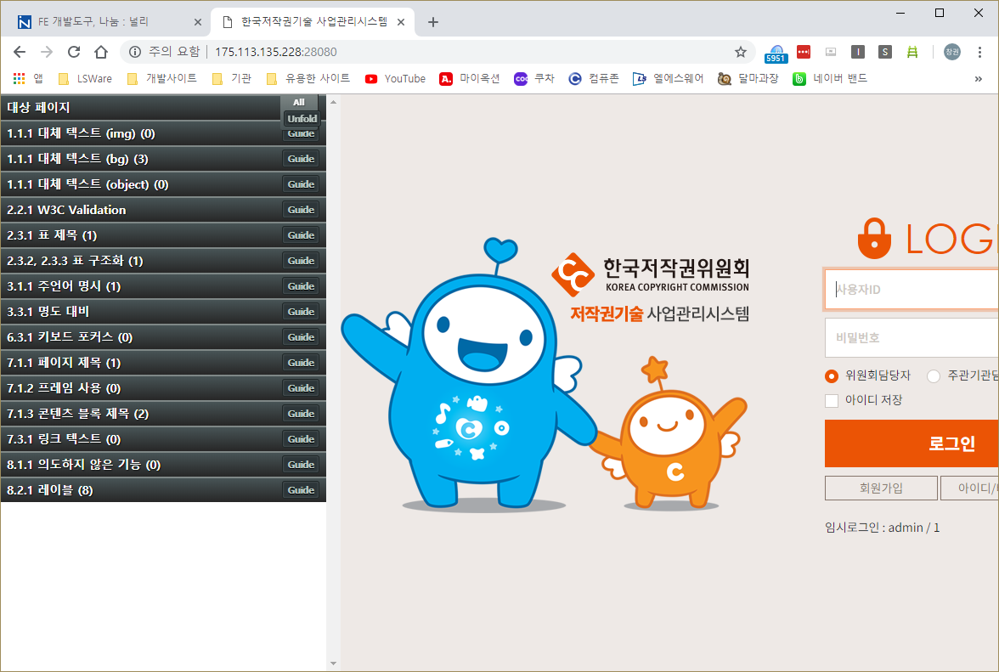 FE 개발도구, 나눔 : 널리
한국저작권기술 사업관리시스템
주의 요함 | 175.113.135.228:28080
5951
I
S
창권
앱 LSWare 개발사이트 기관 유용한 사이트 YouTube 마이옥션 쿠차 컴퓨존 엘에스웨어 달마과장 네이버 밴드 »
대상 페이지 All
Unfold
1.1.1 대체 텍스트 (img) (0) Guide
1.1.1 대체 텍스트 (bg) (3) Guide
1.1.1 대체 텍스트 (object) (0) Guide
2.2.1 W3C Validation Guide
2.3.1 표 제목 (1) Guide
2.3.2, 2.3.3 표 구조화 (1) Guide
3.1.1 주언어 명시 (1) Guide
3.3.1 명도 대비 Guide
6.3.1 키보드 포커스 (0) Guide
7.1.1 페이지 제목 (1) Guide
7.1.2 프레임 사용 (0) Guide
7.1.3 콘텐츠 블록 제목 (2) Guide
7.3.1 링크 텍스트 (0) Guide
8.1.1 의도하지 않은 기능 (0) Guide
8.2.1 레이블 (8) Guide
한국저작권위원회
KOREA COPYRIGHT COMMISSION
저작권기술 사업관리시스템
LOG
사용자ID
비밀번호
위원회담당자 주관기관담
아이디 저장
로그인
회원가입 아이디/
임시로그인 : admin / 1